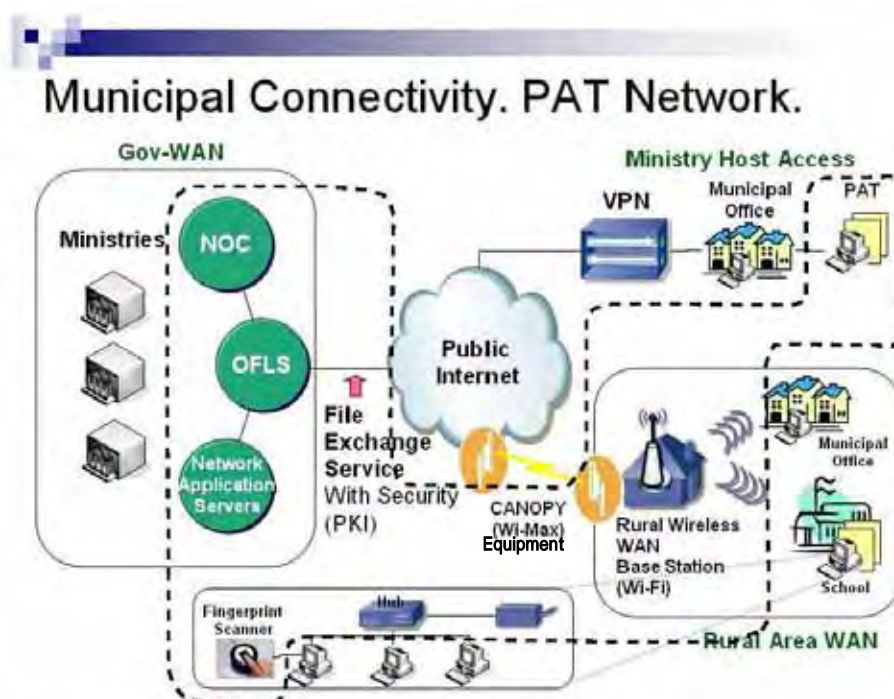 Municipal Connectivity. PAT Network.
Gov-WAN
Ministry Host Access
Ministries
NOC
OFLS
Network
Application
Servers
File
Exchange
Service
With Security
(PKI)
Public
Internet
VPN
Municipal
Office
PAT
CANOPY
(Wi-Max)
Equipment
Rural Wireless
WAN
Base Station
(Wi-Fi)
Municipal
Office
School
Rural Area WAN
Fingerprint
Scanner
Hub